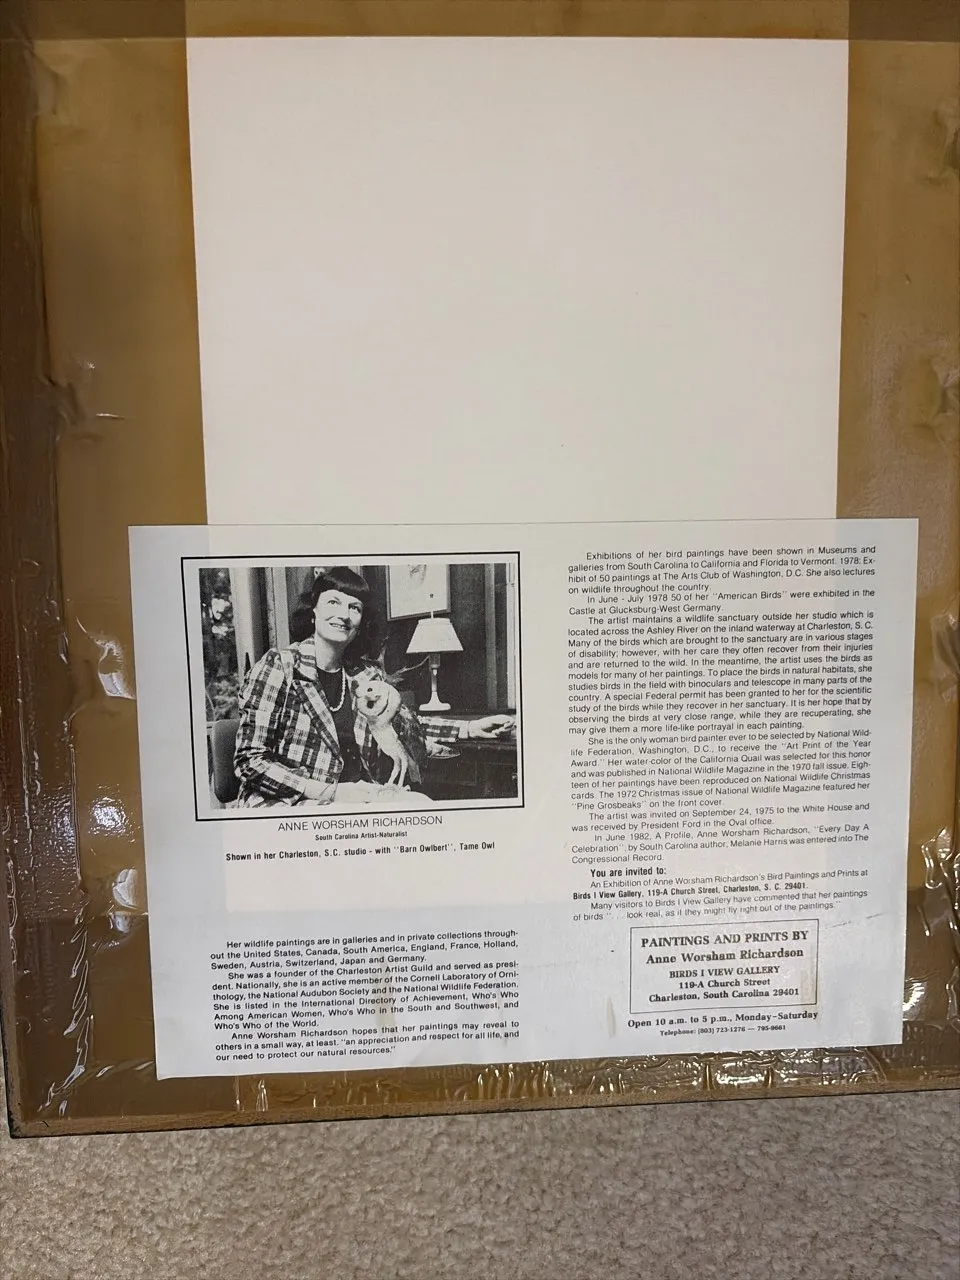 ANNE WORSHAM RICHARDSON
South Carolina Artist-Naturalist
Shown in her Charleston, S.C. studio - with "Barn Owlbert", Tame Owl
Her wildlife paintings are in galleries and in private collections through-
out the United States, Canada, South America, England, France, Holland,
Sweden, Austria, Switzerland, Japan and Germany.
She was a founder of the Charleston Artist Guild and served as presi-
dent. Nationally, she is an active member of the Cornell Laboratory of Orni-
thology, the National Audubon Society and the National Wildlife Federation.
She is listed in the International Directory of Achievement, Who's Who
Among American Women, Who's Who in the South and Southwest, and
Who's Who of the World.
Anne Worsham Richardson hopes that her paintings may reveal to
others in a small way, at least, "an appreciation and respect for all life, and
our need to protect our natural resources."
Exhibitions of her bird paintings have been shown in Museums and
galleries from South Carolina to California and Florida to Vermont. 1978: Ex-
hibit of 50 paintings at The Arts Club of Washington, D.C. She also lectures
on wildlife throughout the country.
In June - July 1978 50 of her "American Birds" were exhibited in the
Castle at Glucksburg-West Germany.
The artist maintains a wildlife sanctuary outside her studio which is
located across the Ashley River on the inland waterway at Charleston, S. C.
Many of the birds which are brought to the sanctuary are in various stages
of disability; however, with her care they often recover from their injuries
and are returned to the wild. In the meantime, the artist uses the birds as
models for many of her paintings. To place the birds in natural habitats, she
studies birds in the field with binoculars and telescope in many parts of the
country. A special Federal permit has been granted to her for the scientific
study of the birds while they recover in her sanctuary. It is her hope that by
observing the birds at very close range, while they are recuperating, she
may give them a more life-like portrayal in each painting.
She is the only woman bird painter ever to be selected by National Wild-
life Federation, Washington, D.C., to receive the "Art Print of the Year
Award." Her water-color of the California Quail was selected for this honor
and was published in National Wildlife Magazine in the 1970 fall issue. Eigh-
teen of her paintings have been reproduced on National Wildlife Christmas
cards. The 1972 Christmas issue of National Wildlife Magazine featured her
"Pine Grosbeaks" on the front cover.
The artist was invited on September 24, 1975 to the White House and
was received by President Ford in the Oval office.
In June 1982, A Profile, Anne Worsham Richardson, "Every Day A
Celebration", by South Carolina author, Melanie Harris was entered into The
Congressional Record.
You are invited to:
An Exhibition of Anne Worsham Richardson's Bird Paintings and Prints at
Birds I View Gallery, 119-A Church Street, Charleston, S. C. 29401.
Many visitors to Birds I View Gallery have commented that her paintings
of birds ". . . look real, as if they might fly right out of the paintings."
PAINTINGS AND PRINTS BY
Anne Worsham Richardson
BIRDS I VIEW GALLERY
119-A Church Street
Charleston, South Carolina 29401
Open 10 a.m. to 5 p.m., Monday-Saturday
Telephone: (803) 723-1276 — 795-9661